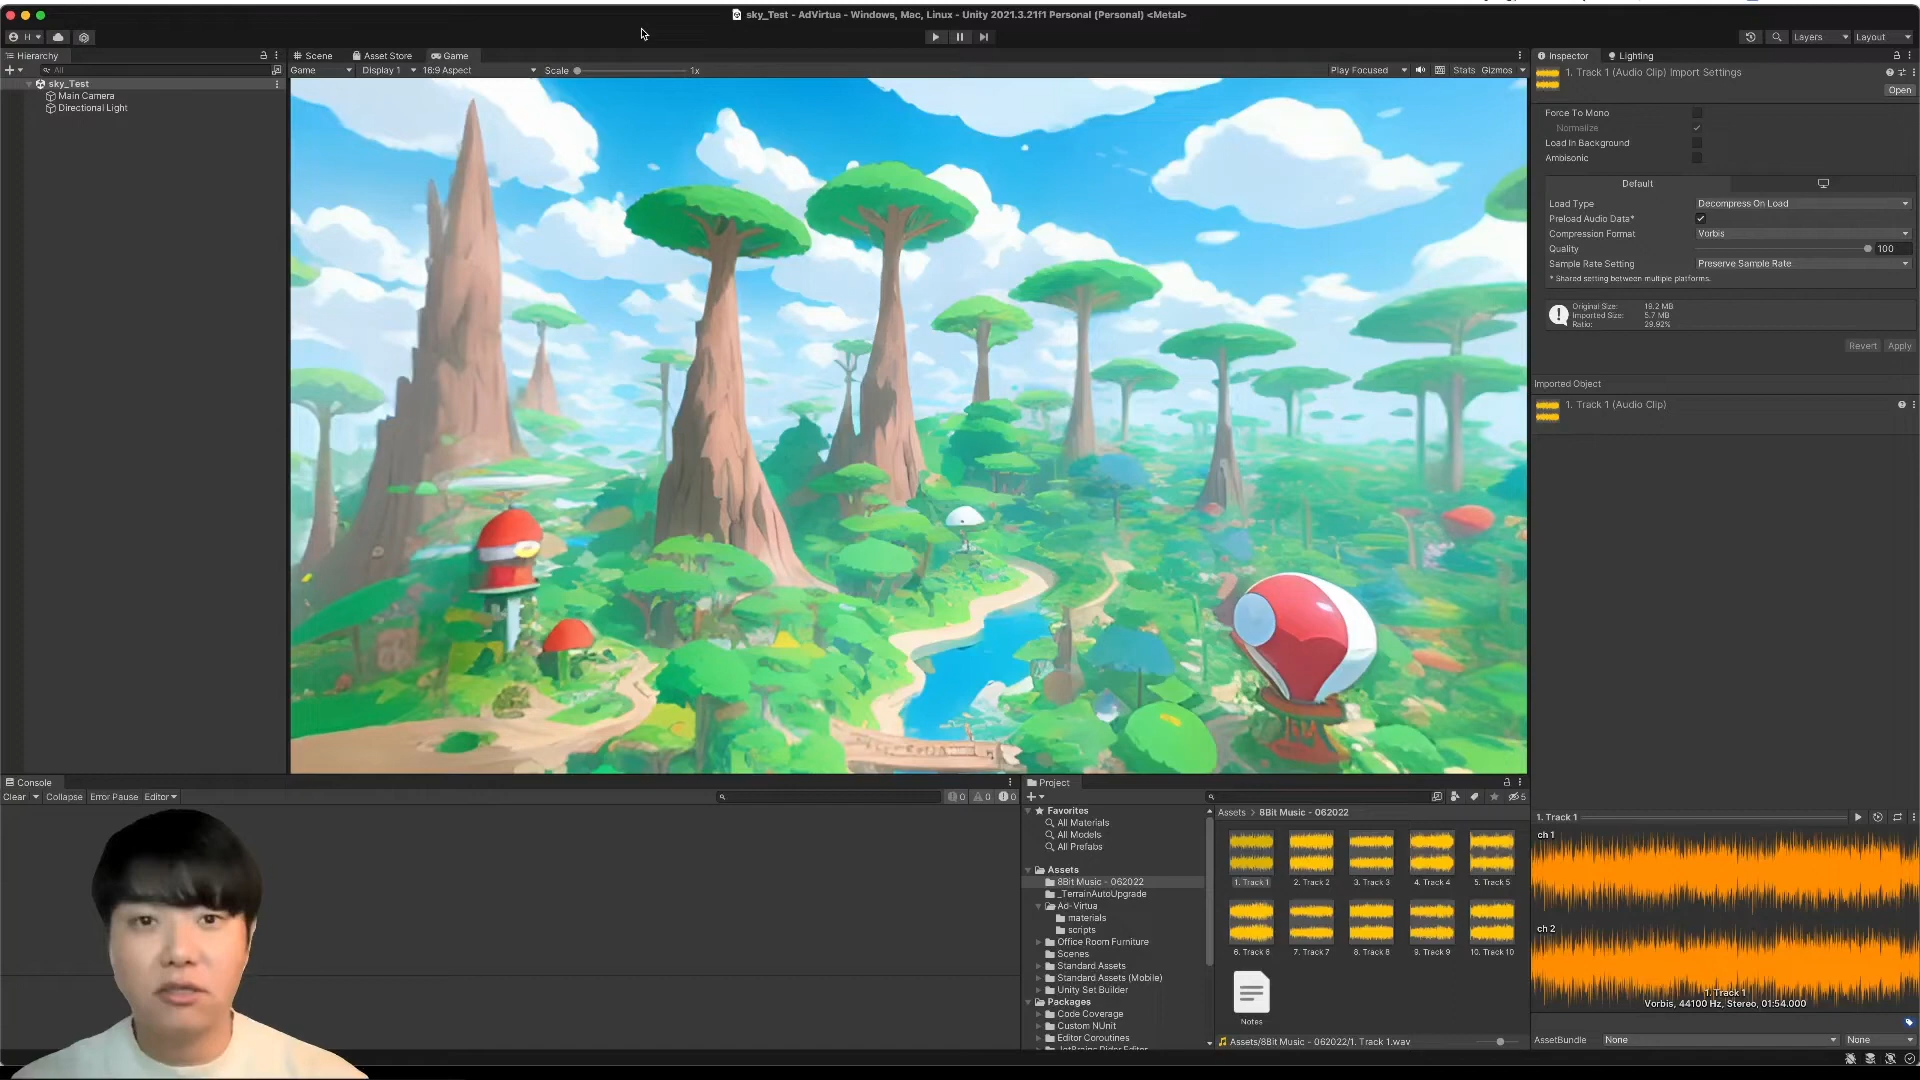 sky_Test - AdVirtua - Windows, Mac, Linux - Unity 2021.3.21f1 Personal (Personal) <Metal>
H
Layers
Layout
Hierarchy
All
sky_Test
Main Camera
Directional Light
Scene
Asset Store
Game
Game
Display 1
16:9 Aspect
Scale
1x
Play Focused
Stats
Gizmos
Inspector
Lighting
1. Track 1 (Audio Clip) Import Settings
Open
Force To Mono
Normalize
Load In Background
Ambisonic
Default
Load Type
Decompress On Load
Preload Audio Data*
Compression Format
Vorbis
Quality
100
Sample Rate Setting
Preserve Sample Rate
* Shared setting between multiple platforms.
Original Size:
19.2 MB
Imported Size:
5.7 MB
Ratio:
29.92%
Revert
Apply
Imported Object
1. Track 1 (Audio Clip)
Console
Clear
Collapse
Error Pause
Editor
0
0
0
Project
5
Favorites
All Materials
All Models
All Prefabs
Assets
8Bit Music - 062022
_TerrainAutoUpgrade
Ad-Virtua
materials
scripts
Office Room Furniture
Scenes
Standard Assets
Standard Assets (Mobile)
Unity Set Builder
Packages
Code Coverage
Custom NUnit
Editor Coroutines
JetBrains Rider Editor
Assets > 8Bit Music - 062022
1. Track 1
2. Track 2
3. Track 3
4. Track 4
5. Track 5
6. Track 6
7. Track 7
8. Track 8
9. Track 9
10. Track 10
Notes
Assets/8Bit Music - 062022/1. Track 1.wav
1. Track 1
ch 1
ch 2
1. Track 1
Vorbis, 44100 Hz, Stereo, 01:54.000
AssetBundle
None
None